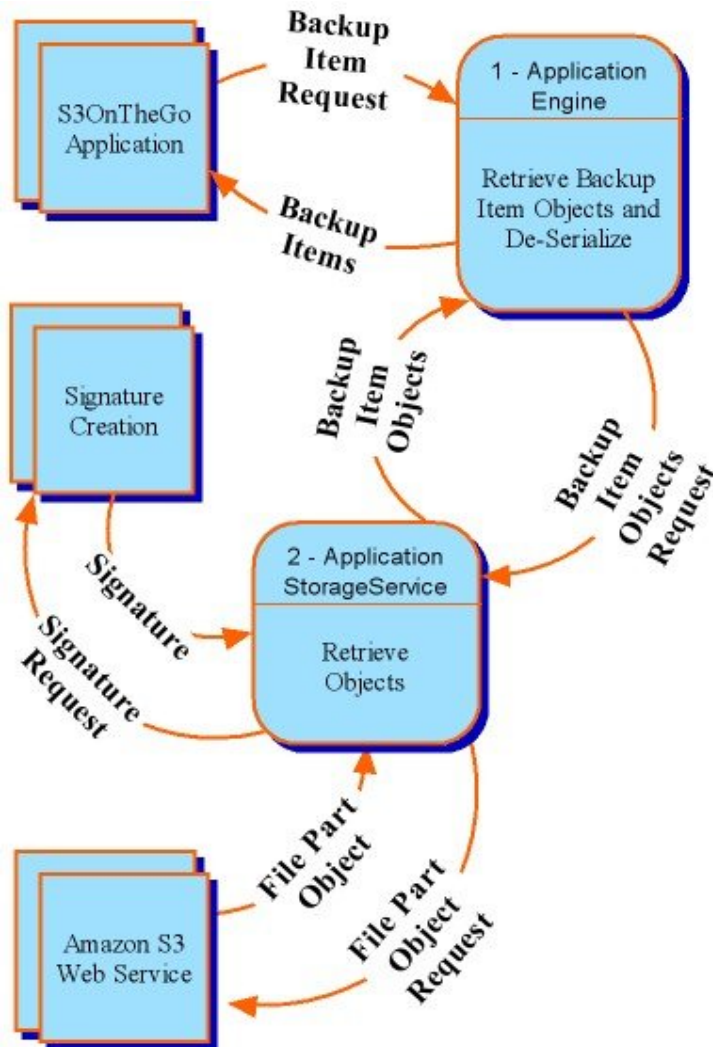 S3OnTheGo
Application
Backup
Item
Request
1 - Application
Engine
Retrieve Backup
Item Objects and
De-Serialize
Backup
Items
Signature
Creation
Backup
Item
Objects
Backup
Item
Objects
Request
Signature
Signature
Request
2 - Application
StorageService
Retrieve
Objects
File Part
Object
File Part
Object
Request
Amazon S3
Web Service